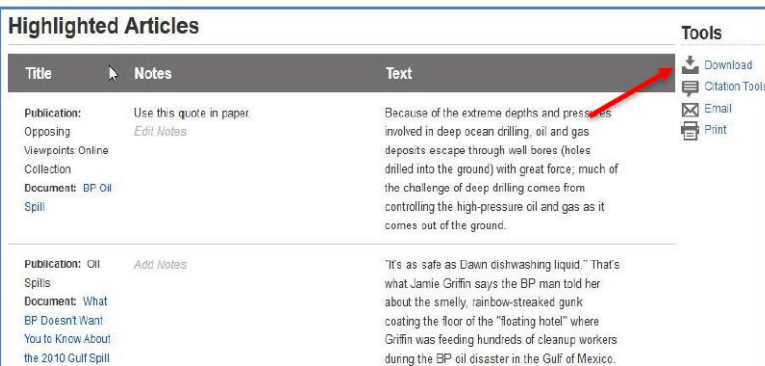 Highlighted Articles
Tools
Title Notes Text
Download
Citation Tools
Email
Print
Publication:
Opposing
Viewpoints Online
Collection
Document: BP Oil
Spill
Use this quote in paper.
Edit Notes
Because of the extreme depths and pressures
involved in deep ocean drilling, oil and gas
deposits escape through well bores (holes
drilled into the ground) with great force; much of
the challenge of deep drilling comes from
controlling the high-pressure oil and gas as it
comes out of the ground.
Publication: Oil
Spills
Document: What
BP Doesn't Want
You to Know About
the 2010 Gulf Spill
Add Notes
"It's as safe as Dawn dishwashing liquid." That's
what Jamie Griffin says the BP man told her
about the smelly, rainbow-streaked gunk
coating the floor of the "floating hotel" where
Griffin was feeding hundreds of cleanup workers
during the BP oil disaster in the Gulf of Mexico.